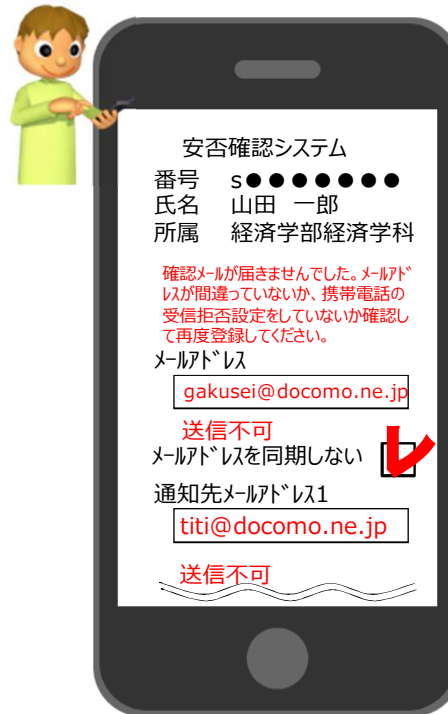 安否確認システム
番号 s●●●●●●●
氏名 山田 一郎
所属 経済学部経済学科
確認メールが届きませんでした。メールアド
レスが間違っていないか、携帯電話の
受信拒否設定をしていないか確認し
て再度登録してください。
メールアドレス
gakusei@docomo.ne.jp
送信不可
メールアドレスを同期しない
通知先メールアドレス1
titi@docomo.ne.jp
送信不可